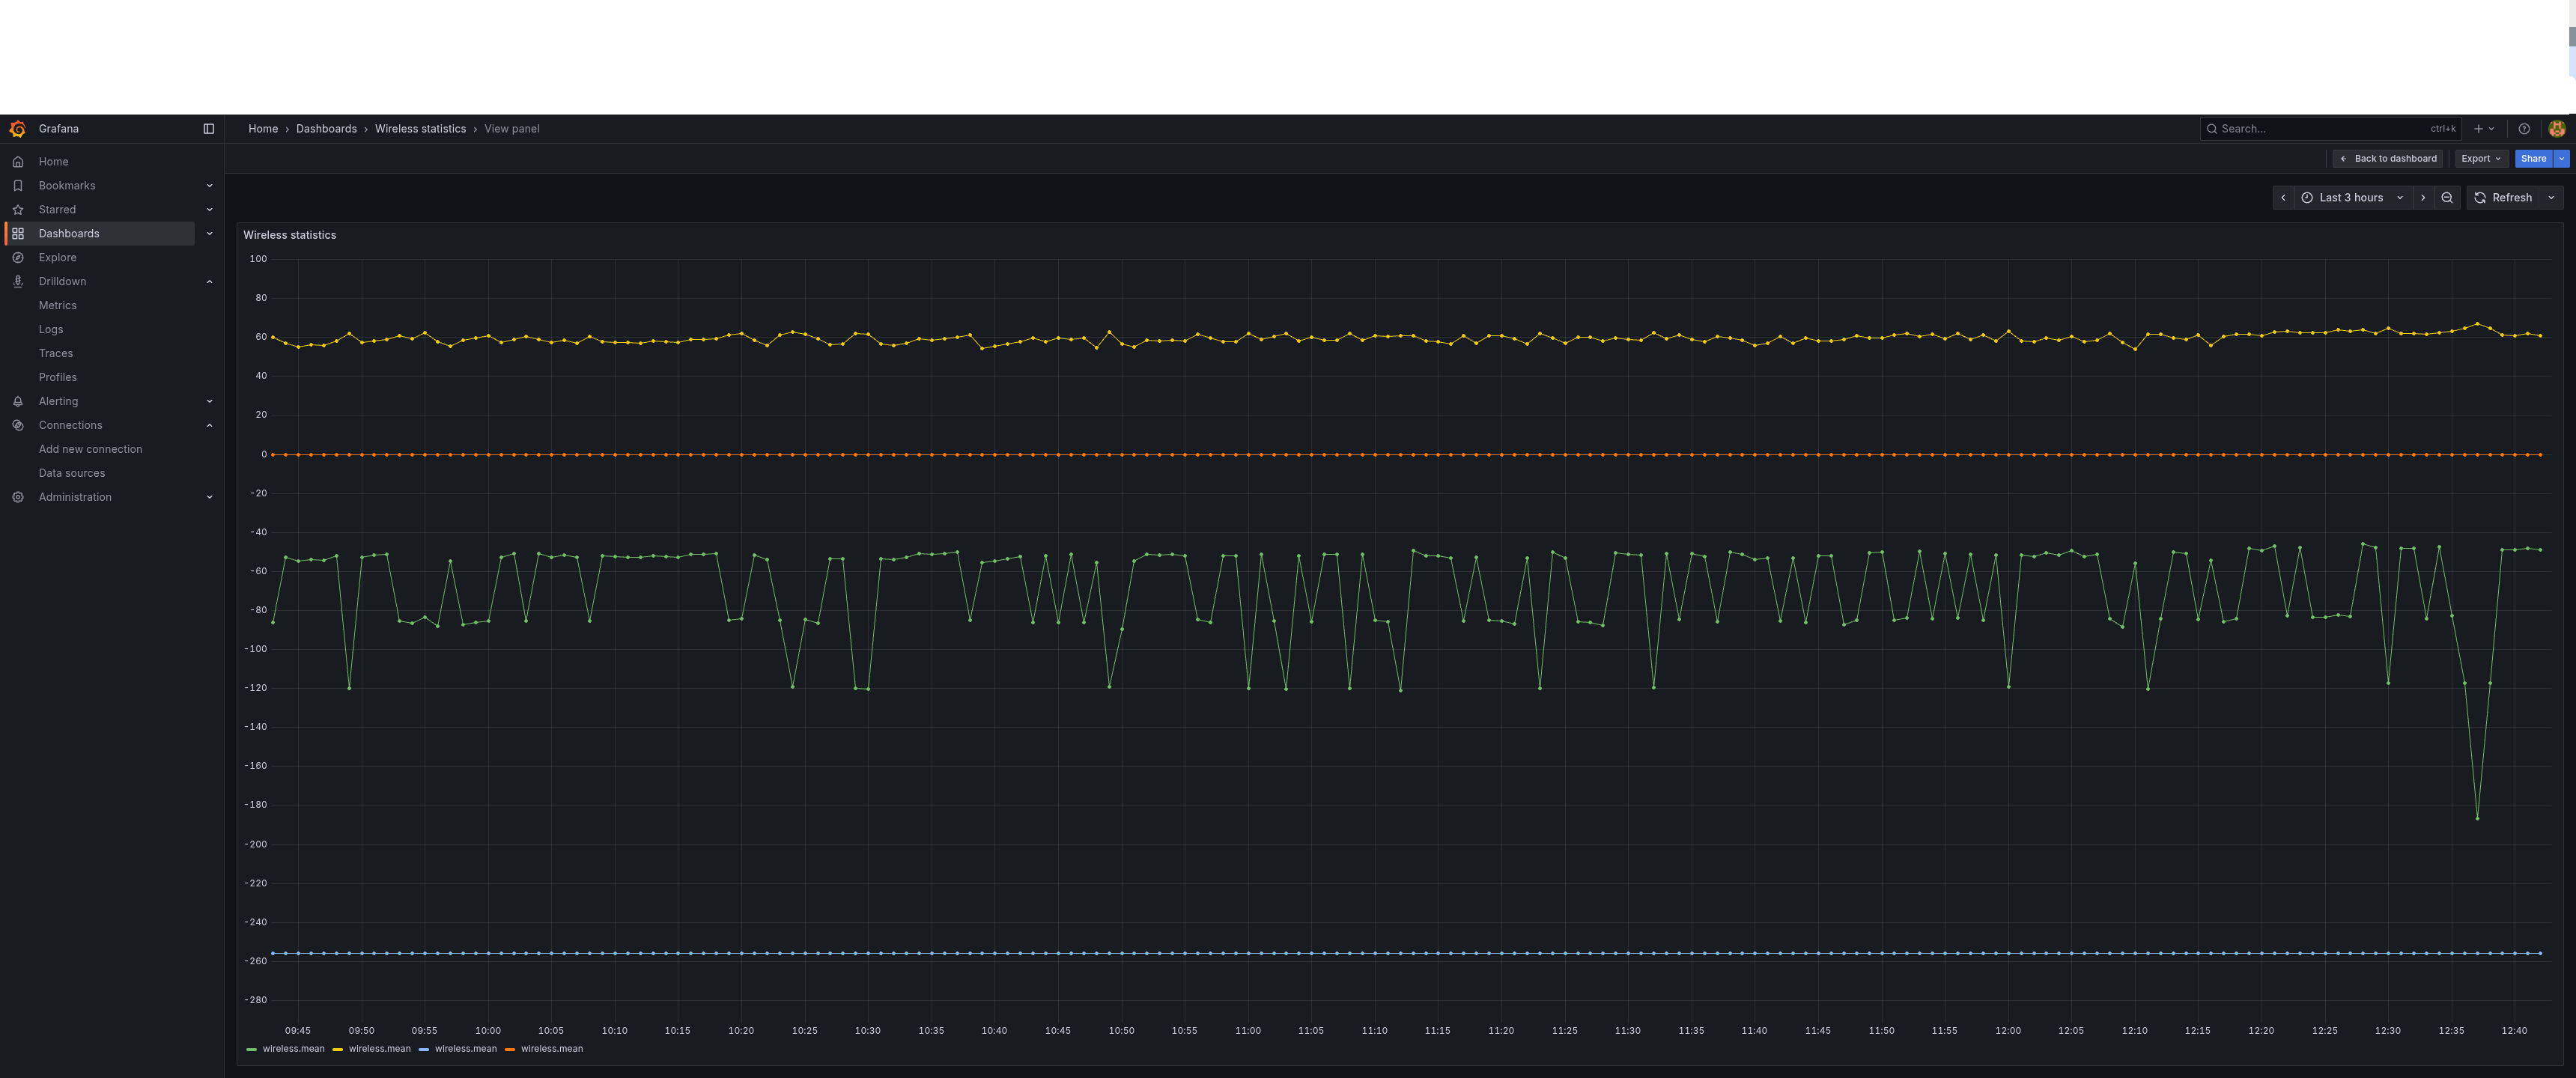 Grafana
Home › Dashboards › Wireless statistics › View panel
Search... ctrl+k
Back to dashboard Export Share
Home
Bookmarks
Starred
Dashboards
Explore
Drilldown
Metrics
Logs
Traces
Profiles
Alerting
Connections
Add new connection
Data sources
Administration
Last 3 hours Refresh
Wireless statistics
100
80
60
40
20
0
-20
-40
-60
-80
-100
-120
-140
-160
-180
-200
-220
-240
-260
-280
09:45 09:50 09:55 10:00 10:05 10:10 10:15 10:20 10:25 10:30 10:35 10:40 10:45 10:50 10:55 11:00 11:05 11:10 11:15 11:20 11:25 11:30 11:35 11:40 11:45 11:50 11:55 12:00 12:05 12:10 12:15 12:20 12:25 12:30 12:35 12:40
wireless.mean wireless.mean wireless.mean wireless.mean